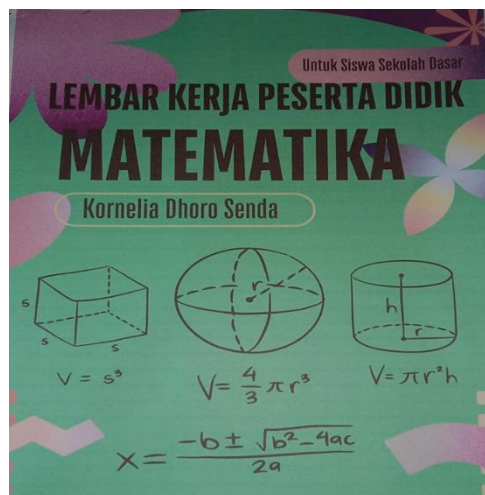 Untuk Siswa Sekolah Dasar
LEMBAR KERJA PESERTA DIDIK
MATEMATIKA
Kornelia Dhoro Senda
s
s
s
r
h
r
V = s³
V = 4/3 πr³
V = πr²h
x = (-b ± √(b² - 4ac)) / 2a